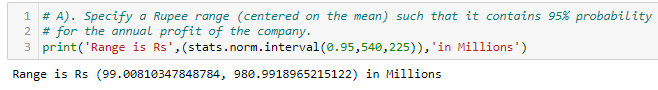 1 # A). Specify a Rupee range (centered on the mean) such that it contains 95% probability
2 # for the annual profit of the company.
3 print('Range is Rs',(stats.norm.interval(0.95,540,225)),'in Millions')
Range is Rs (99.00810347848784, 980.9918965215122) in Millions